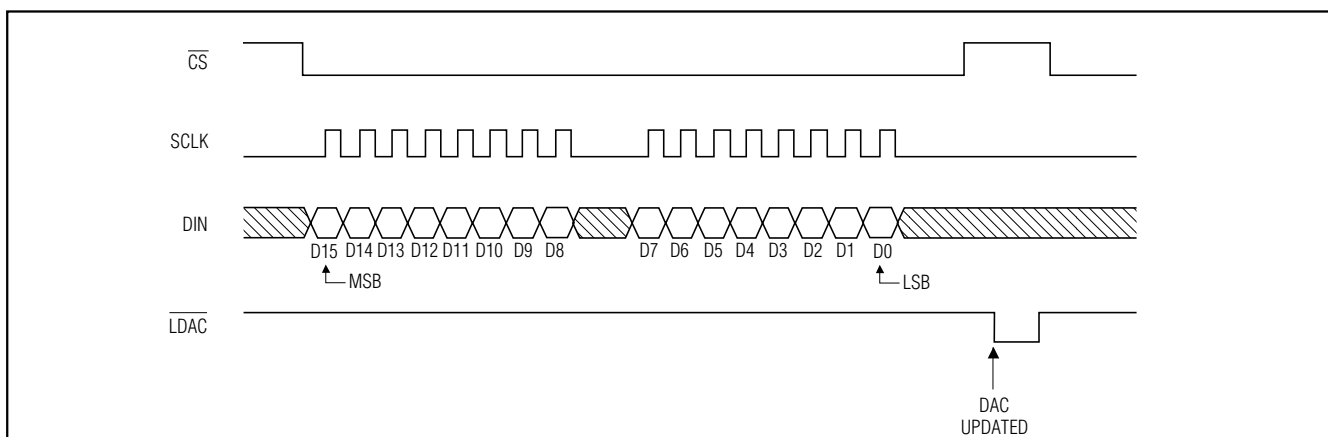 CS
SCLK
DIN
D15 D14 D13 D12 D11 D10 D9 D8 D7 D6 D5 D4 D3 D2 D1 D0
MSB LSB
LDAC
DAC
UPDATED